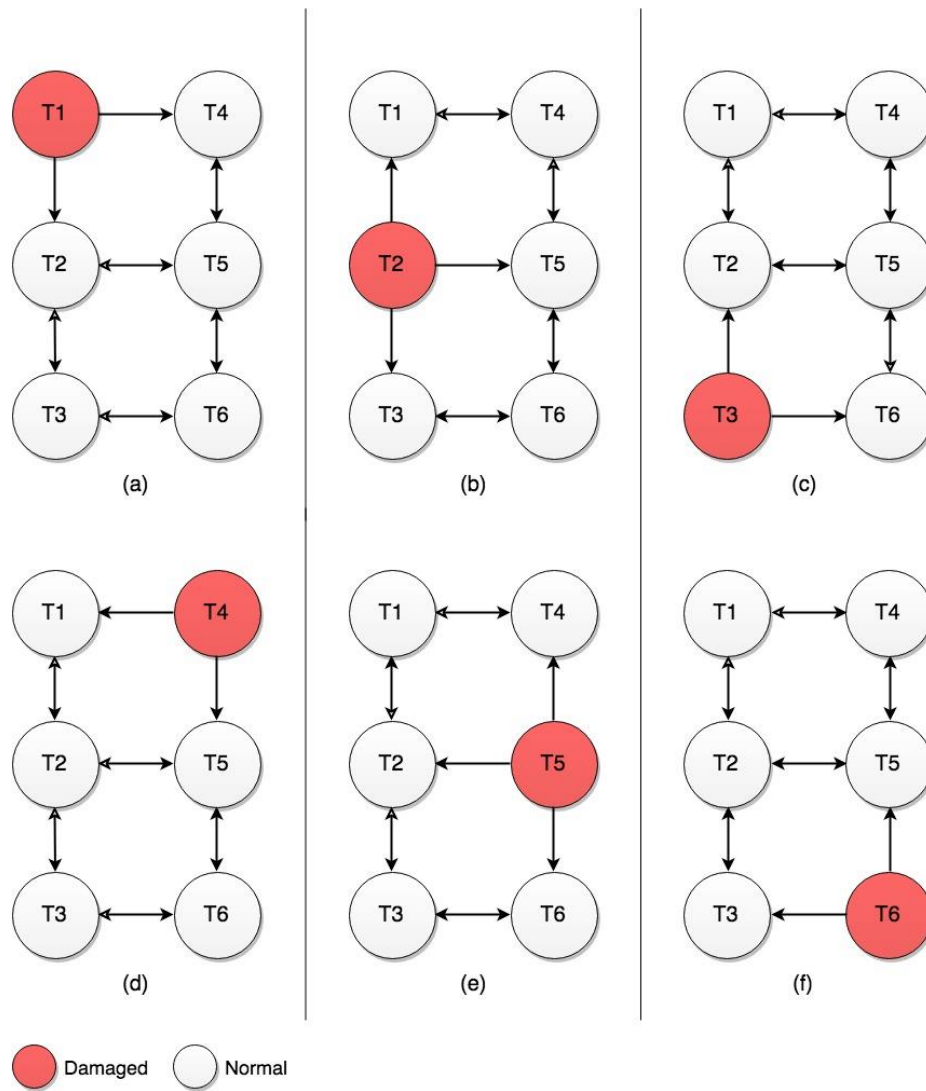 T1 T4 T1 T4 T1 T4
T2 T5 T2 T5 T2 T5
T3 T6 T3 T6 T3 T6
(a) (b) (c)
T1 T4 T1 T4 T1 T4
T2 T5 T2 T5 T2 T5
T3 T6 T3 T6 T3 T6
(d) (e) (f)
Damaged Normal